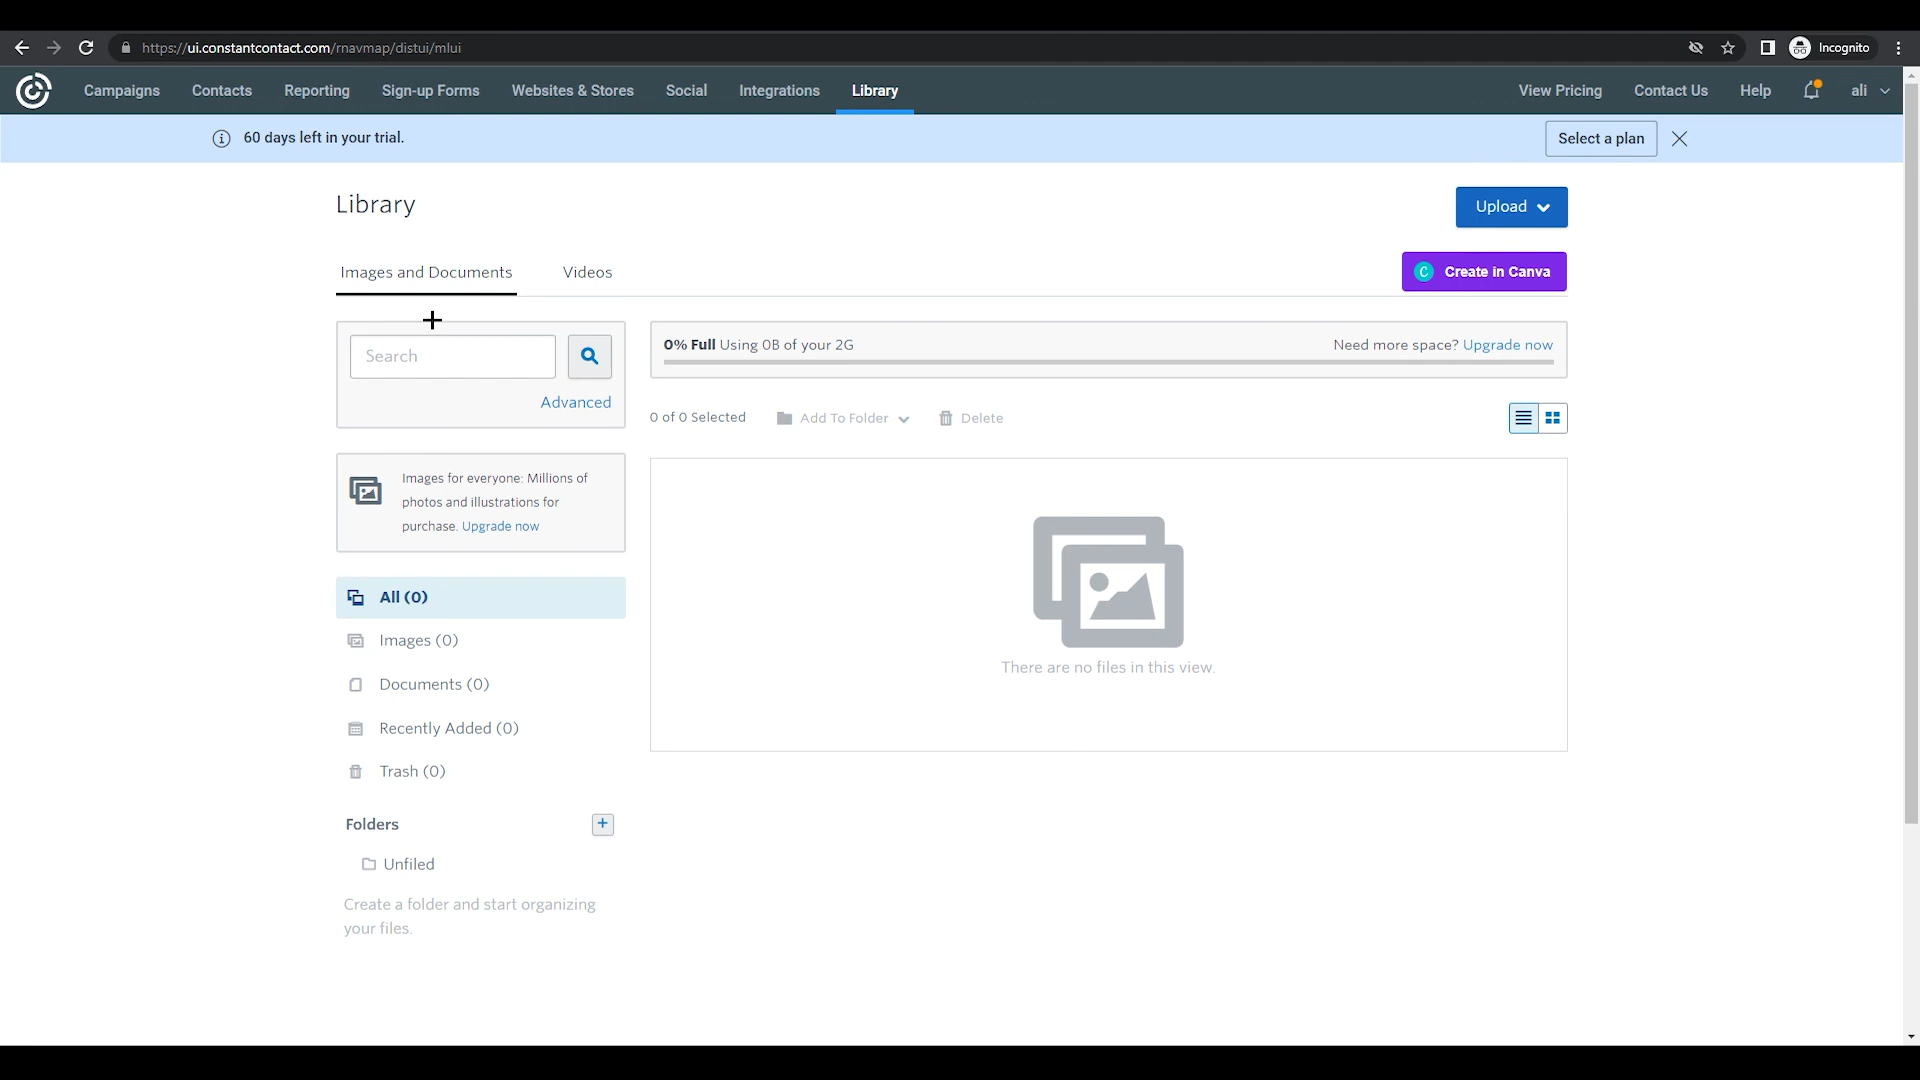 https://ui.constantcontact.com/rnavmap/distui/mlui
Incognito
Campaigns
Contacts
Reporting
Sign-up Forms
Websites & Stores
Social
Integrations
Library
View Pricing
Contact Us
Help
ali
60 days left in your trial.
Select a plan
Library
Upload
Images and Documents
Videos
C Create in Canva
Search
Advanced
0% Full Using 0B of your 2G
Need more space? Upgrade now
0 of 0 Selected
Add To Folder
Delete
Images for everyone: Millions of
photos and illustrations for
purchase. Upgrade now
All (0)
Images (0)
Documents (0)
Recently Added (0)
Trash (0)
There are no files in this view.
Folders
Unfiled
Create a folder and start organizing
your files.